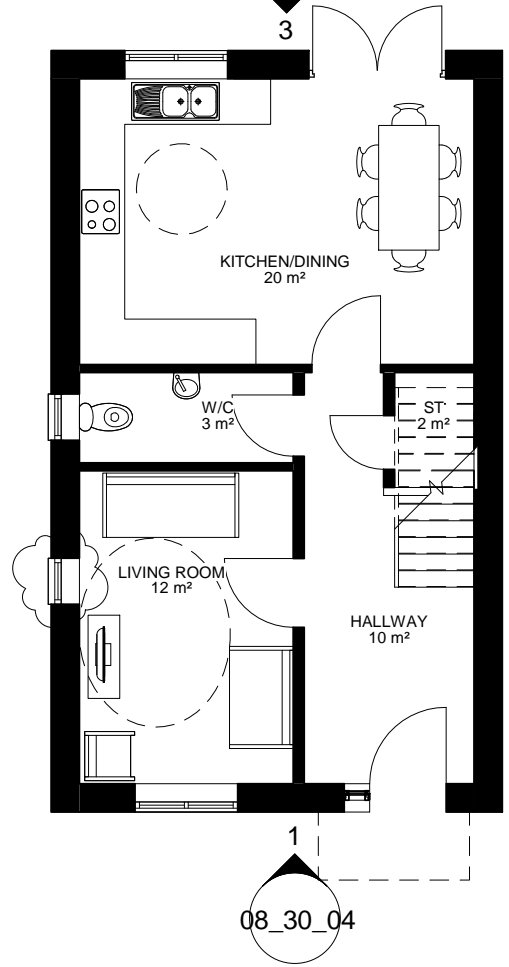 3
KITCHEN/DINING
20 m²
W/C
3 m²
ST
2 m²
LIVING ROOM
12 m²
HALLWAY
10 m²
1
08_30_04